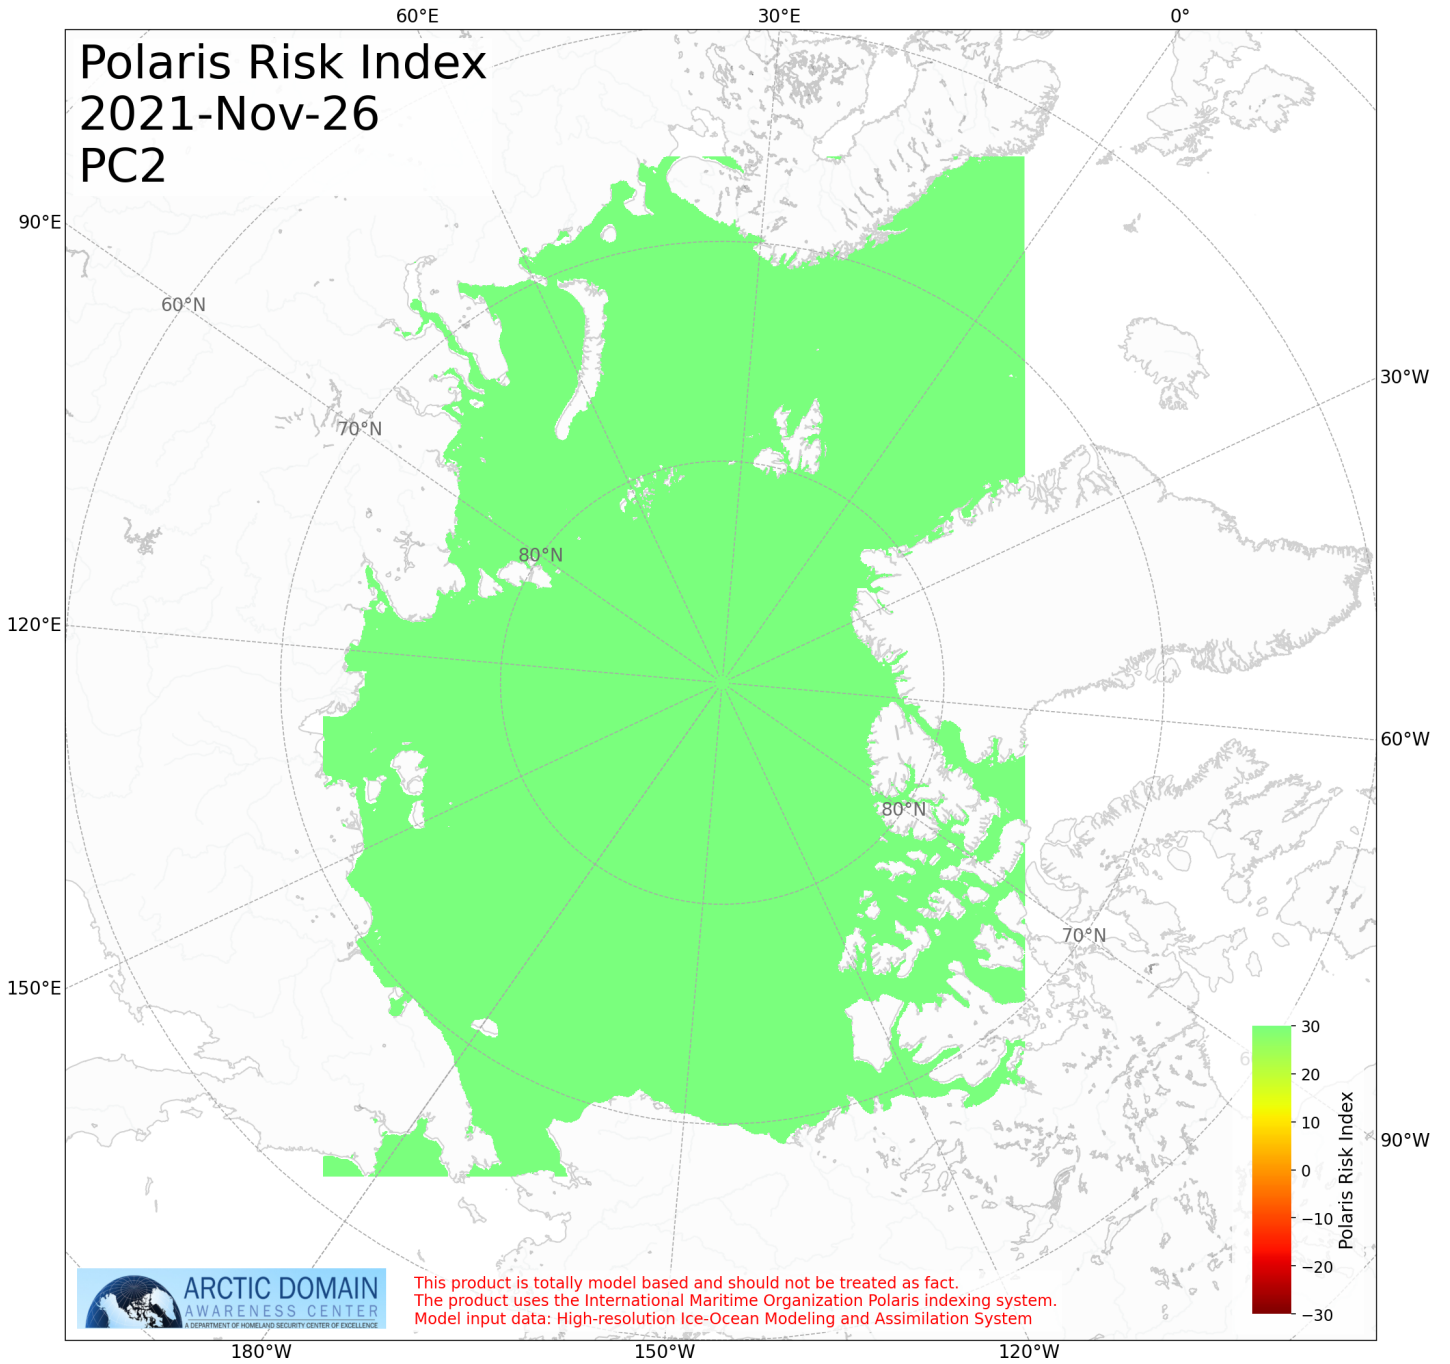 60°E 30°E 0°
Polaris Risk Index
2021-Nov-26
PC2
90°E
60°N
30°W
70°N
80°N
120°E
60°W
80°N
70°N
150°E
30
20
10
0
−10
−20
−30
Polaris Risk Index
90°W
ARCTIC DOMAIN
AWARENESS CENTER
A DEPARTMENT OF HOMELAND SECURITY CENTER OF EXCELLENCE
This product is totally model based and should not be treated as fact.
The product uses the International Maritime Organization Polaris indexing system.
Model input data: High-resolution Ice-Ocean Modeling and Assimilation System
180°W 150°W 120°W